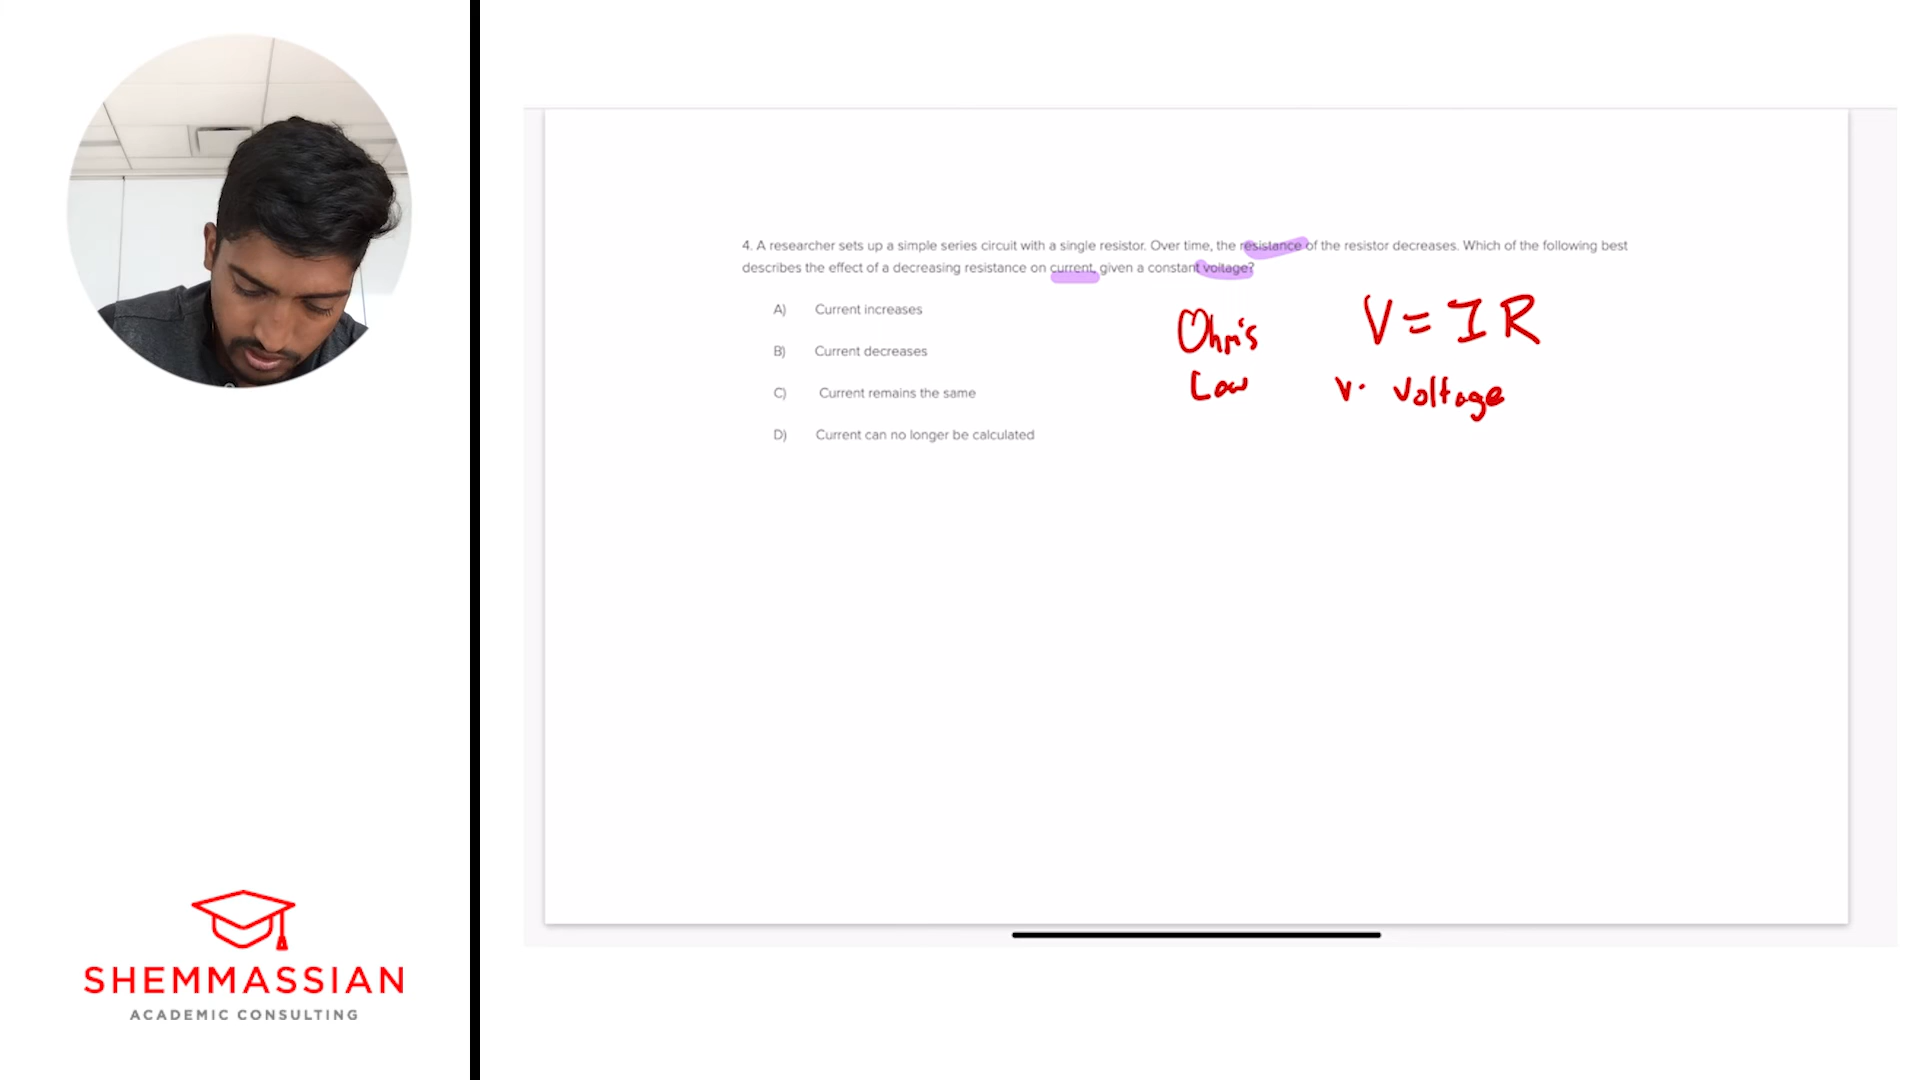 4. A researcher sets up a simple series circuit with a single resistor. Over time, the resistance of the resistor decreases. Which of the following best
describes the effect of a decreasing resistance on current, given a constant voltage?
A) Current increases
B) Current decreases
C) Current remains the same
D) Current can no longer be calculated
Ohm's
Law
V = I R
V. Voltage
SHEMMASSIAN
ACADEMIC CONSULTING